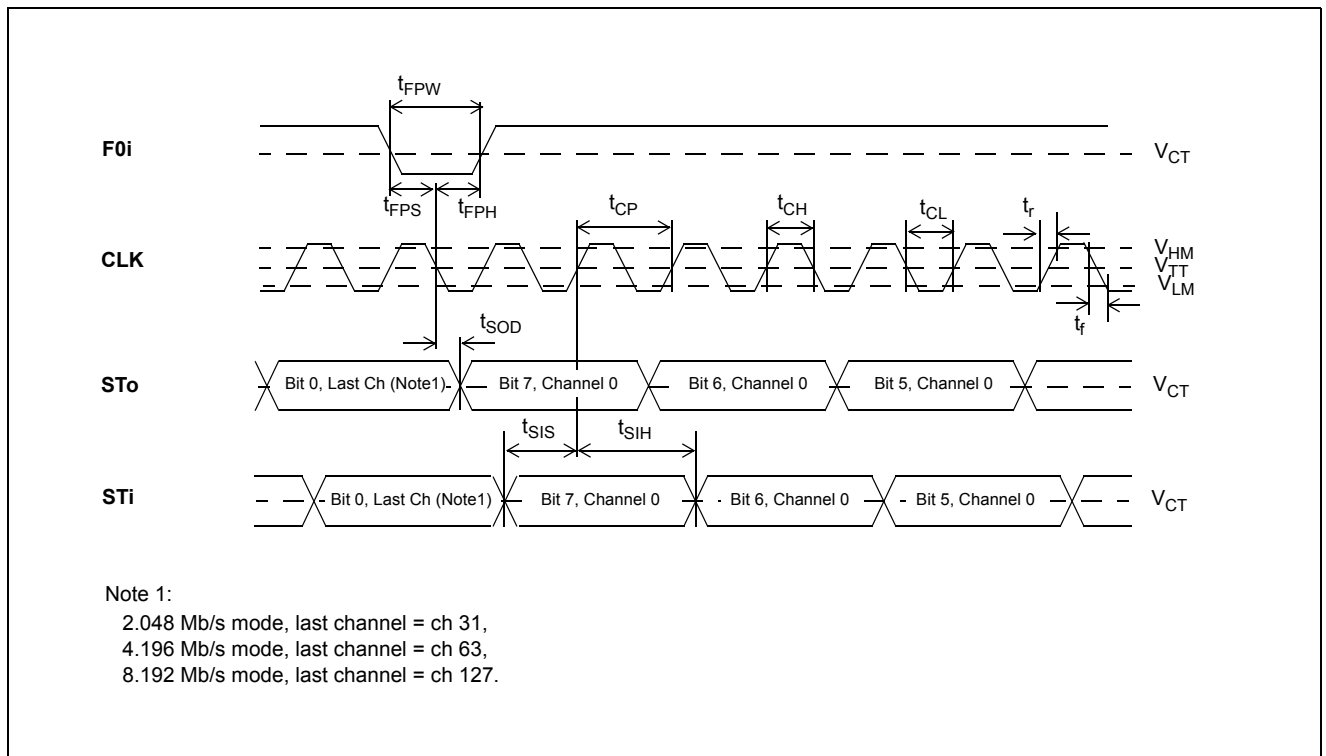 tFPW
F0i
VCT
tFPS
tFPH
tCP
tCH
tCL
tr
CLK
VHM
VTT
VLM
tSOD
tf
STo
Bit 0, Last Ch (Note1)
Bit 7, Channel 0
Bit 6, Channel 0
Bit 5, Channel 0
VCT
tSIS
tSIH
STi
Bit 0, Last Ch (Note1)
Bit 7, Channel 0
Bit 6, Channel 0
Bit 5, Channel 0
VCT
Note 1:
2.048 Mb/s mode, last channel = ch 31,
4.196 Mb/s mode, last channel = ch 63,
8.192 Mb/s mode, last channel = ch 127.